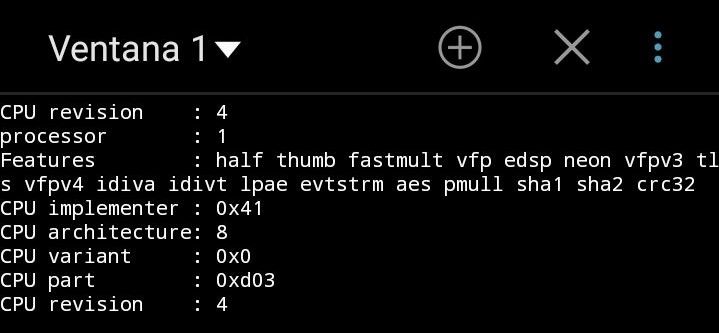 Ventana 1
CPU revision    : 4
processor       : 1
Features        : half thumb fastmult vfp edsp neon vfpv3 tl
s vfpv4 idiva idivt lpae evtstrm aes pmull sha1 sha2 crc32
CPU implementer : 0x41
CPU architecture: 8
CPU variant     : 0x0
CPU part        : 0xd03
CPU revision    : 4